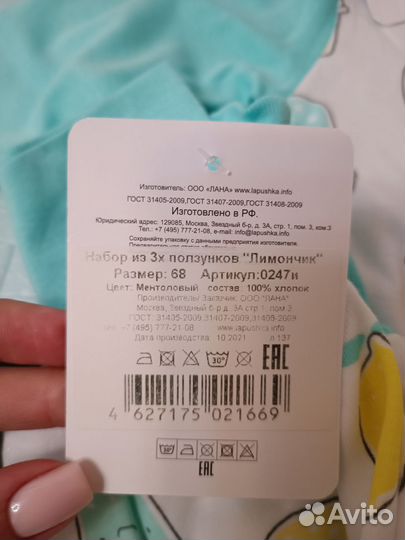 Изготовитель: ООО «ЛАНА» www.lapushka.info
ГОСТ 31405-2009,ГОСТ 31407-2009,ГОСТ 31408-2009
Изготовлено в РФ.
Юридический адрес: 129085, Москва, Звездный б-р, д. 3А, стр. 1, пом. 3, ком.3
Тел.: +7 (495) 777-21-08, e-mail: info@lapushka.info
Сохраняйте упаковку с данными предприятия изготовителя.
Набор из 3х ползунков "Лимончик"
Размер: 68 Артикул:0247и
Цвет: Ментоловый состав: 100% хлопок
Производитель/ Заказчик: ООО "ЛАНА"
Москва, Звездный б-р д. 3А стр 1, пом. 3
ГОСТ: 31405-2009,31407-2009,31408-2009
+7 (495) 777-21-08 www.lapushka.info
Дата производства: 10.2021 л.137
30° ЕАС
4 627175 021669
ЕАС
Avito